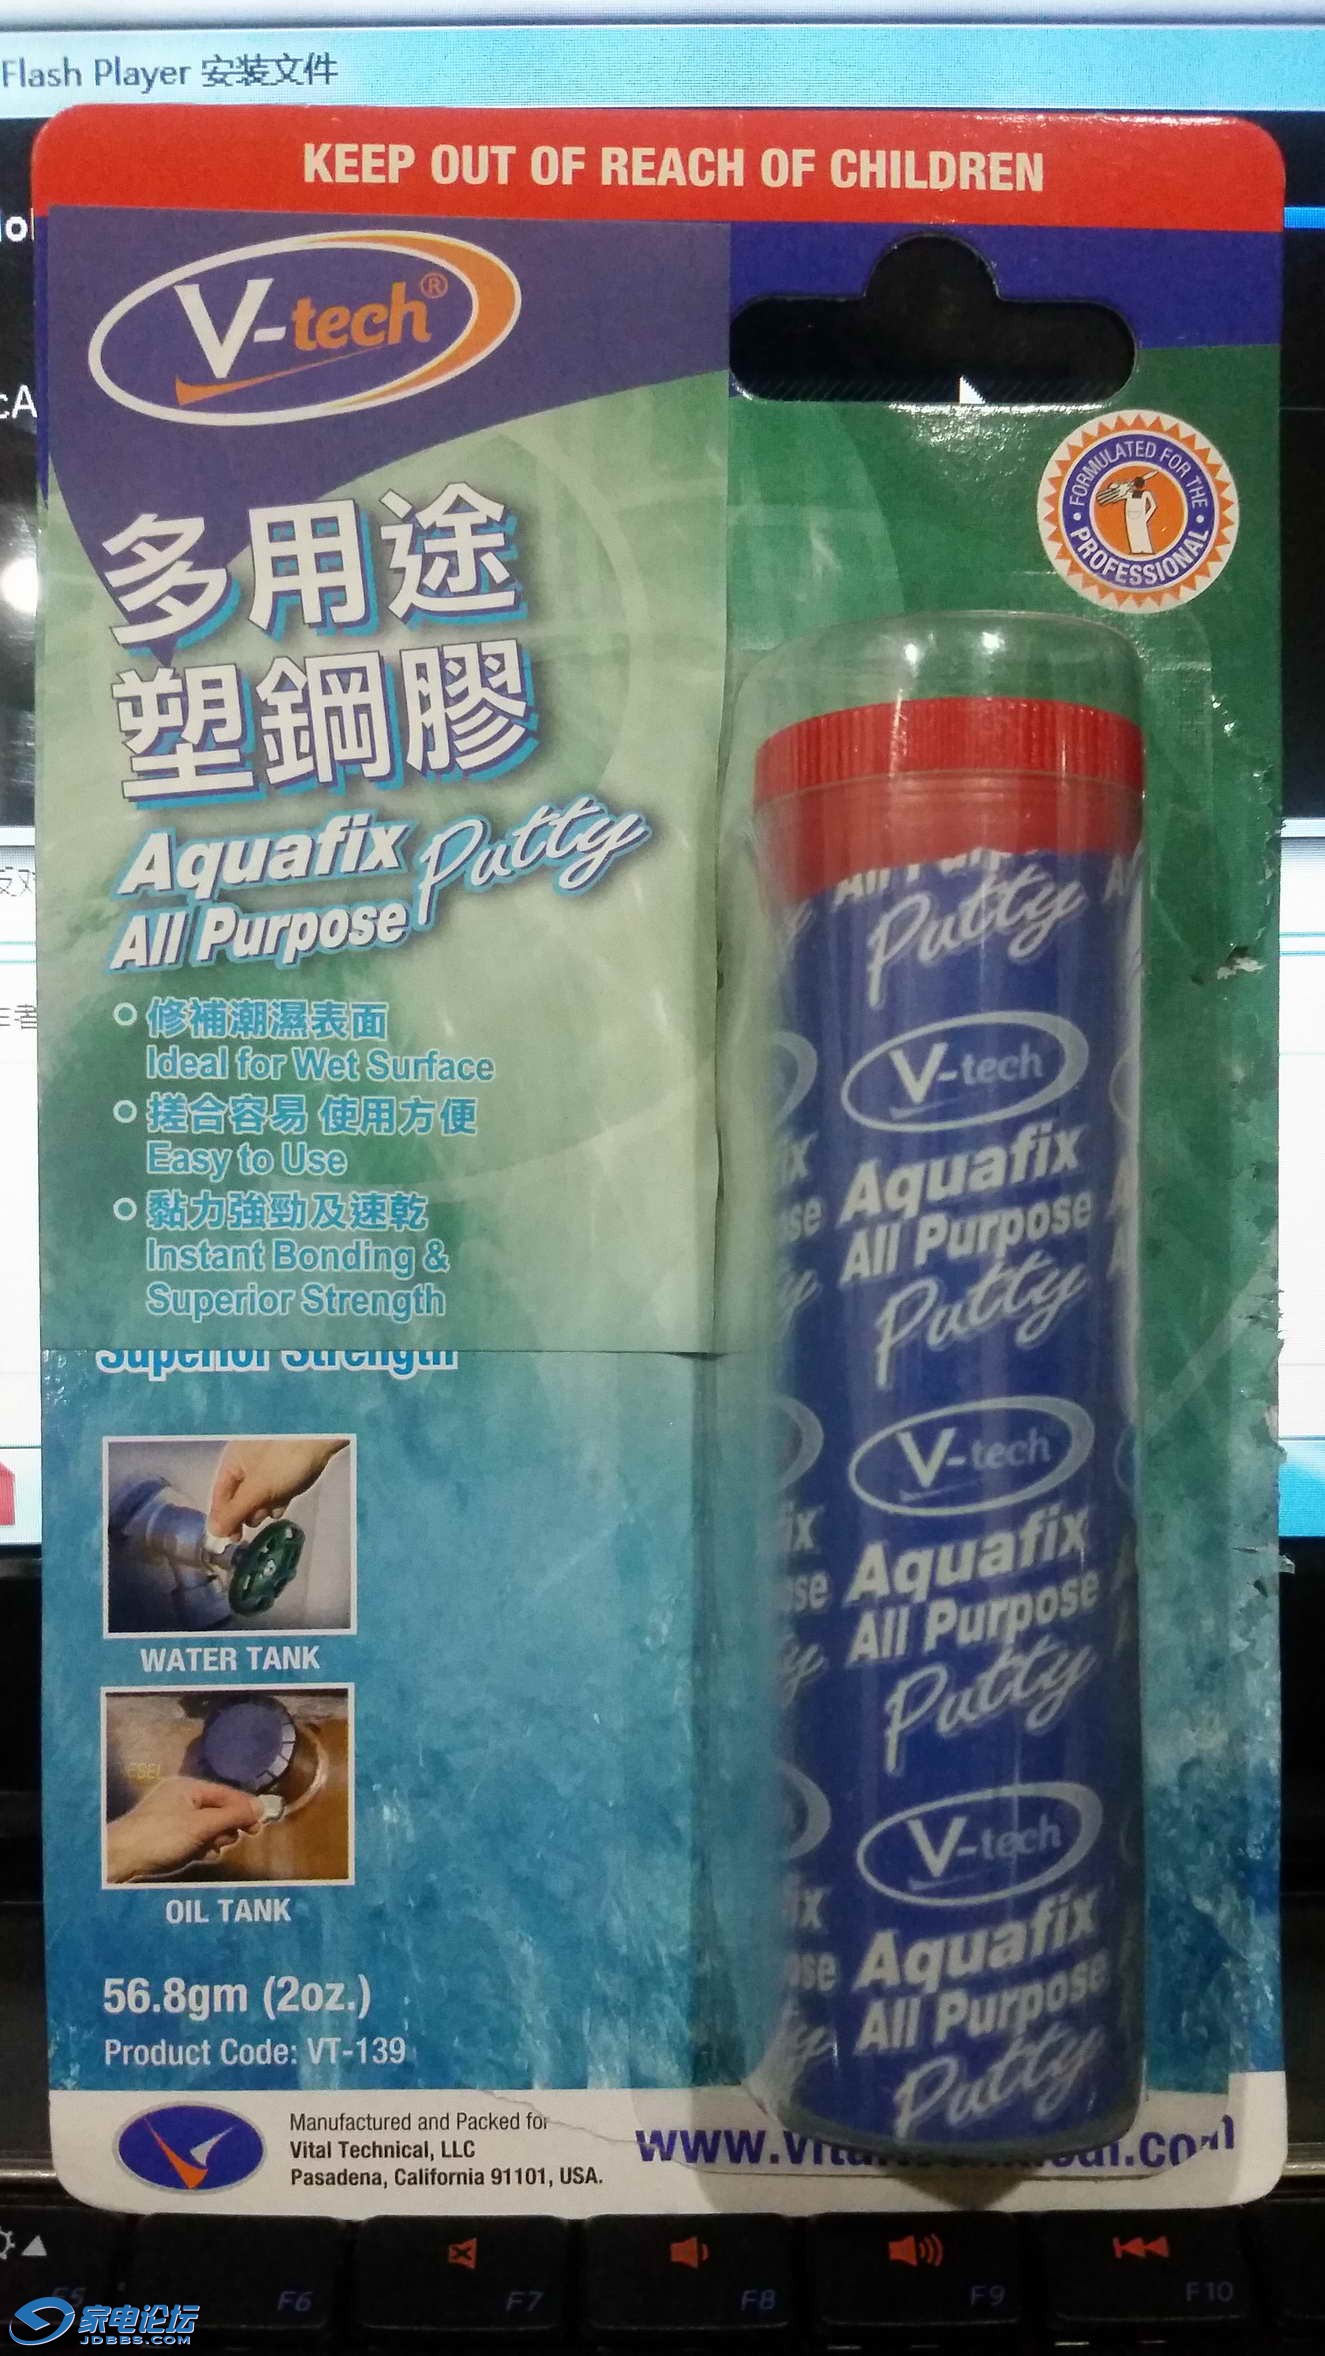 Flash Player 安装文件
KEEP OUT OF REACH OF CHILDREN
V-tech®
FORMULATED FOR THE
PROFESSIONAL
多用途
塑鋼膠
Aquafix
All Purpose
Putty
修補潮濕表面
Ideal for Wet Surface
搓合容易 使用方便
Easy to Use
黏力強勁及速乾
Instant Bonding &
Superior Strength
Superior Strength
WATER TANK
OIL TANK
56.8gm (2oz.)
Product Code: VT-139
Manufactured and Packed for
Vital Technical, LLC
Pasadena, California 91101, USA.
Putty
V-tech
Aquafix
All Purpose
Putty
V-tech
Aquafix
All Purpose
Putty
V-tech
Aquafix
All Purpose
Putty
F5
F6
F7
F8
F9
F10
家电论坛
JDBBS.COM